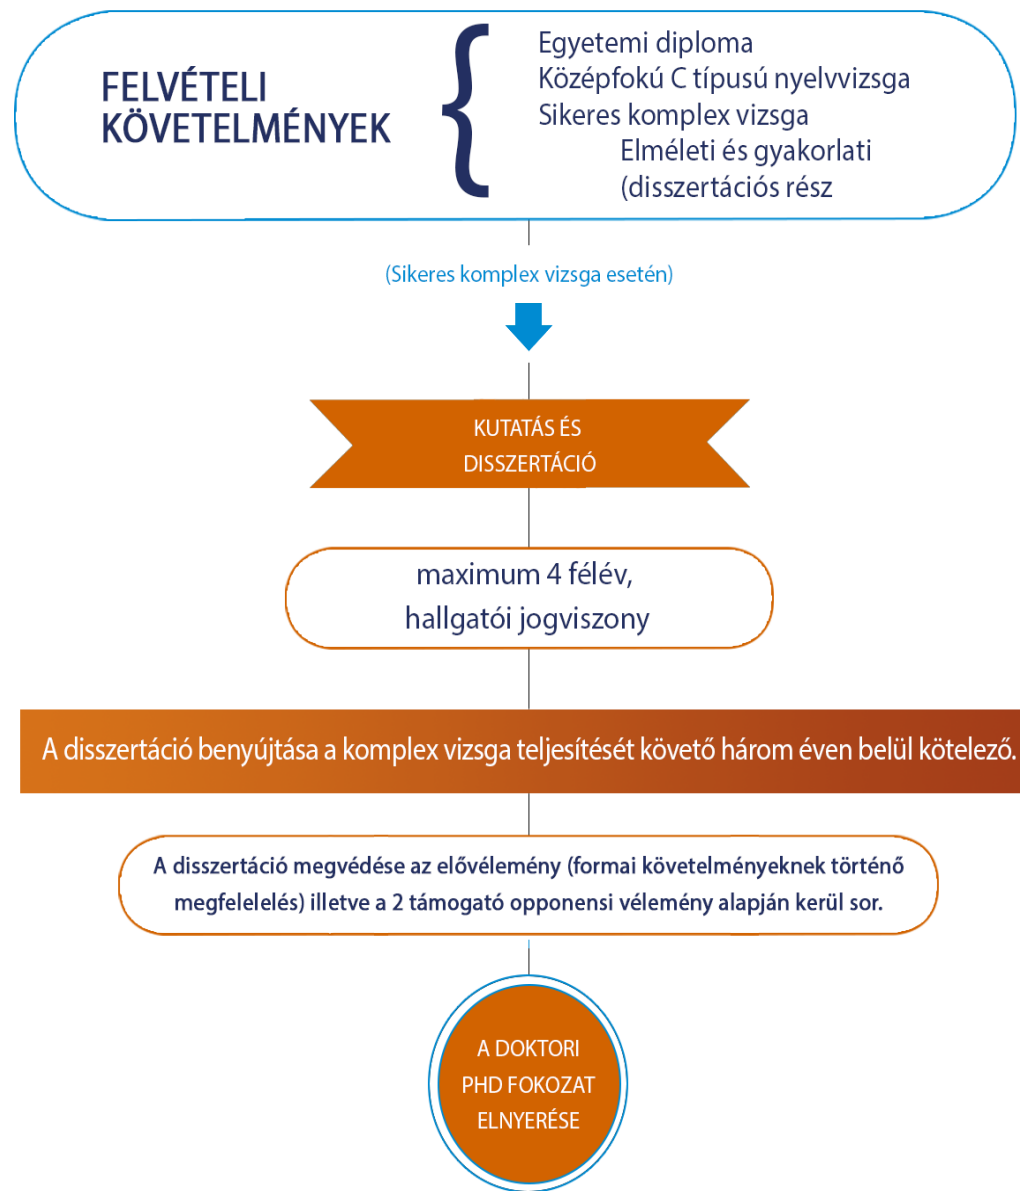 FELVÉTELI
KÖVETELMÉNYEK
Egyetemi diploma
Középfokú C típusú nyelvvizsga
Sikeres komplex vizsga
Elméleti és gyakorlati
(disszertációs rész
(Sikeres komplex vizsga esetén)
KUTATÁS ÉS
DISSZERTÁCIÓ
maximum 4 félév,
hallgatói jogviszony
A disszertáció benyújtása a komplex vizsga teljesítését követő három éven belül kötelező.
A disszertáció megvédése az elővélemény (formai követelményeknek történő
megfelelelés) illetve a 2 támogató opponensi vélemény alapján kerül sor.
A DOKTORI
PHD FOKOZAT
ELNYERÉSE